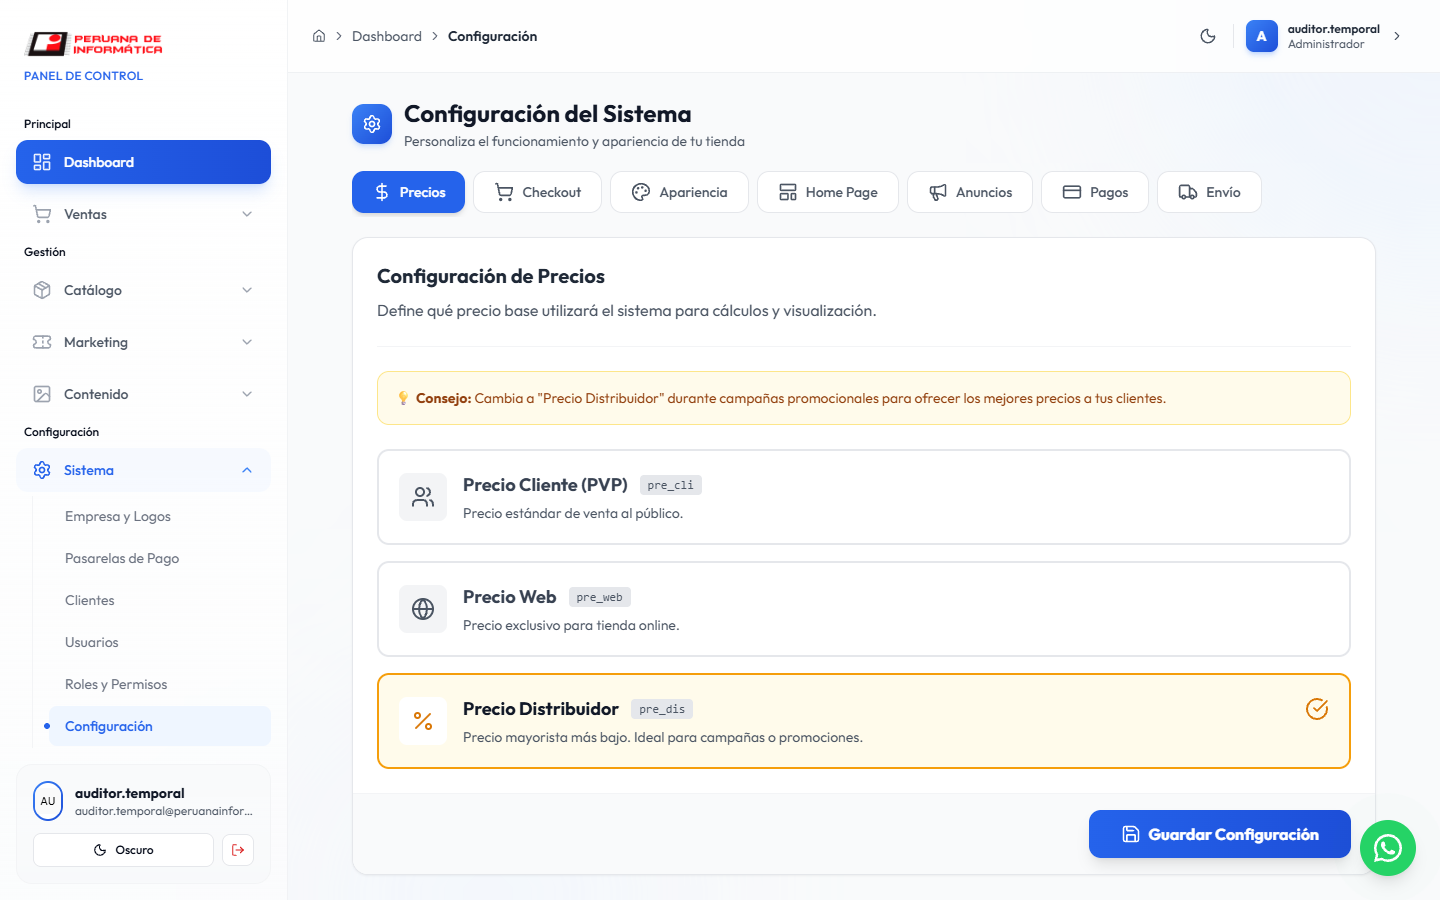 PERUANA DE
INFORMÁTICA
PANEL DE CONTROL
Principal
Dashboard
Ventas
Gestión
Catálogo
Marketing
Contenido
Configuración
Sistema
Empresa y Logos
Pasarelas de Pago
Clientes
Usuarios
Roles y Permisos
Configuración
AU
auditor.temporal
auditor.temporal@peruanainfor...
Oscuro
Dashboard
Configuración
A
auditor.temporal
Administrador
Configuración del Sistema
Personaliza el funcionamiento y apariencia de tu tienda
Precios
Checkout
Apariencia
Home Page
Anuncios
Pagos
Envío
Configuración de Precios
Define qué precio base utilizará el sistema para cálculos y visualización.
💡 Consejo: Cambia a "Precio Distribuidor" durante campañas promocionales para ofrecer los mejores precios a tus clientes.
Precio Cliente (PVP) pre_cli
Precio estándar de venta al público.
Precio Web pre_web
Precio exclusivo para tienda online.
Precio Distribuidor pre_dis
Precio mayorista más bajo. Ideal para campañas o promociones.
Guardar Configuración